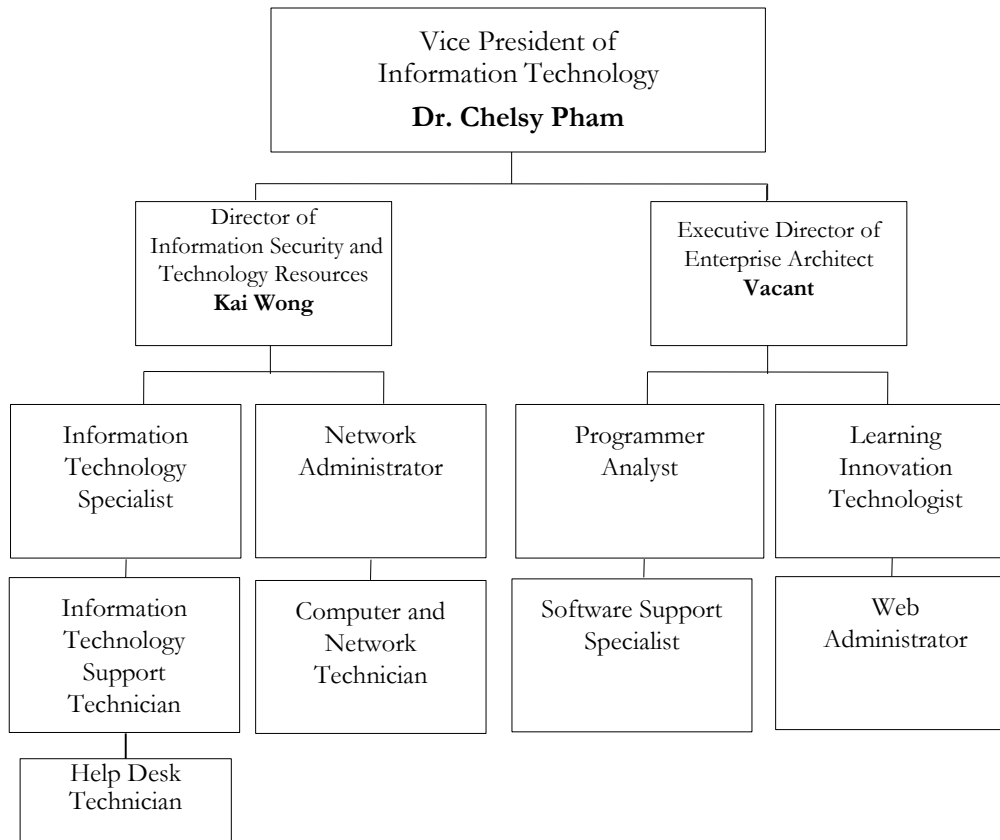 Vice President of
Information Technology
Dr. Chelsy Pham
Director of
Information Security and
Technology Resources
Kai Wong
Executive Director of
Enterprise Architect
Vacant
Information
Technology
Specialist
Network
Administrator
Programmer
Analyst
Learning
Innovation
Technologist
Information
Technology
Support
Technician
Computer and
Network
Technician
Software Support
Specialist
Web
Administrator
Help Desk
Technician